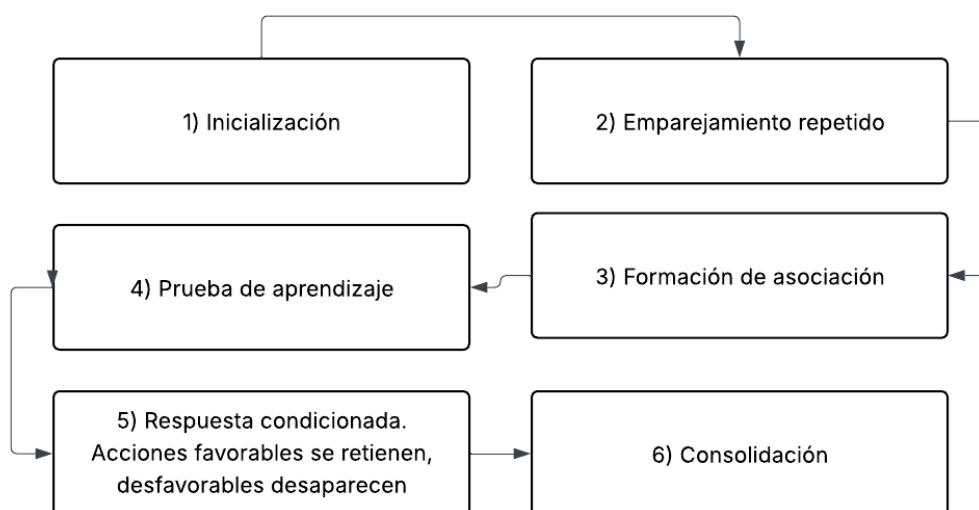 1) Inicialización
2) Emparejamiento repetido
3) Formación de asociación
4) Prueba de aprendizaje
5) Respuesta condicionada.
Acciones favorables se retienen,
desfavorables desaparecen
6) Consolidación